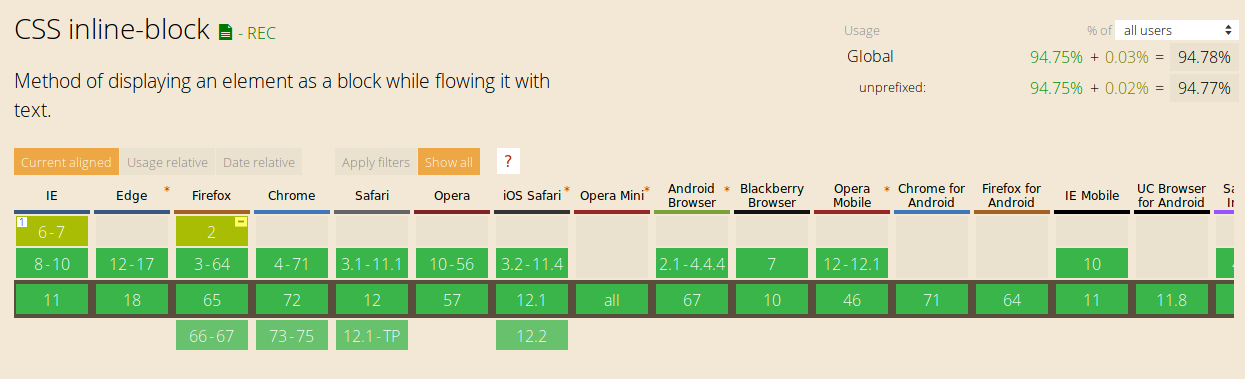 CSS inline-block - REC
Usage % of all users
Global 94.75% + 0.03% = 94.78%
unprefixed: 94.75% + 0.02% = 94.77%
Method of displaying an element as a block while flowing it with
text.
Current aligned Usage relative Date relative Apply filters Show all ?
IE Edge * Firefox Chrome Safari Opera iOS Safari * Opera Mini * Android Browser * Blackberry Browser Opera Mobile * Chrome for Android Firefox for Android IE Mobile UC Browser for Android
1 6-7 2
8-10 12-17 3-64 4-71 3.1-11.1 10-56 3.2-11.4 2.1-4.4.4 7 12-12.1 10
11 18 65 72 12 57 12.1 all 67 10 46 71 64 11 11.8
66-67 73-75 12.1-TP 12.2